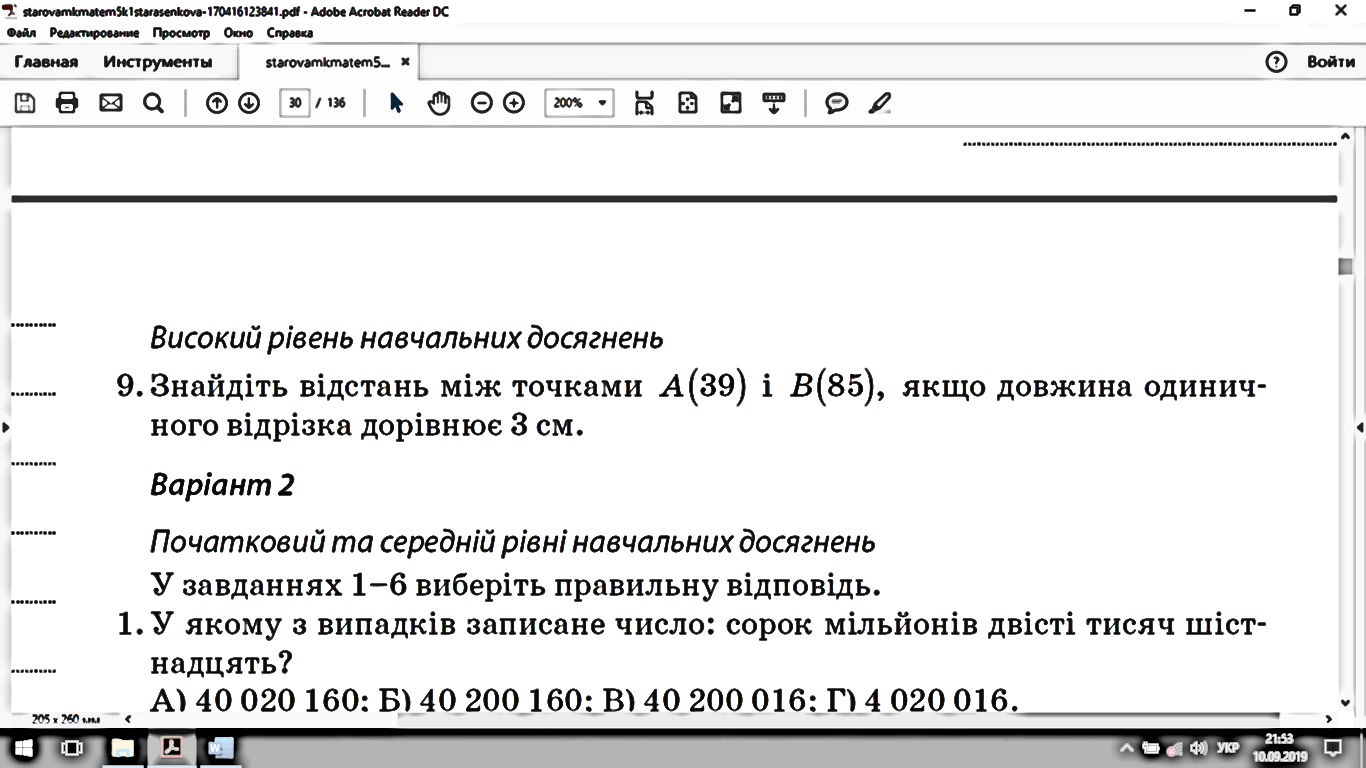 starovamkmatem5k1starasenkova-170416123841.pdf - Adobe Acrobat Reader DC
Файл Редактирование Просмотр Окно Справка
Главная Инструменты starovamkmatem5... × Войти
30 / 136 200%
Високий рівень навчальних досягнень
9. Знайдіть відстань між точками A(39) і B(85), якщо довжина одинич-
ного відрізка дорівнює 3 см.
Варіант 2
Початковий та середній рівні навчальних досягнень
У завданнях 1–6 виберіть правильну відповідь.
1. У якому з випадків записане число: сорок мільйонів двісті тисяч шіст-
надцять?
А) 40 020 160; Б) 40 200 160; В) 40 200 016; Г) 4 020 016.
205 x 260 мм
УКР
21:53
10.09.2019